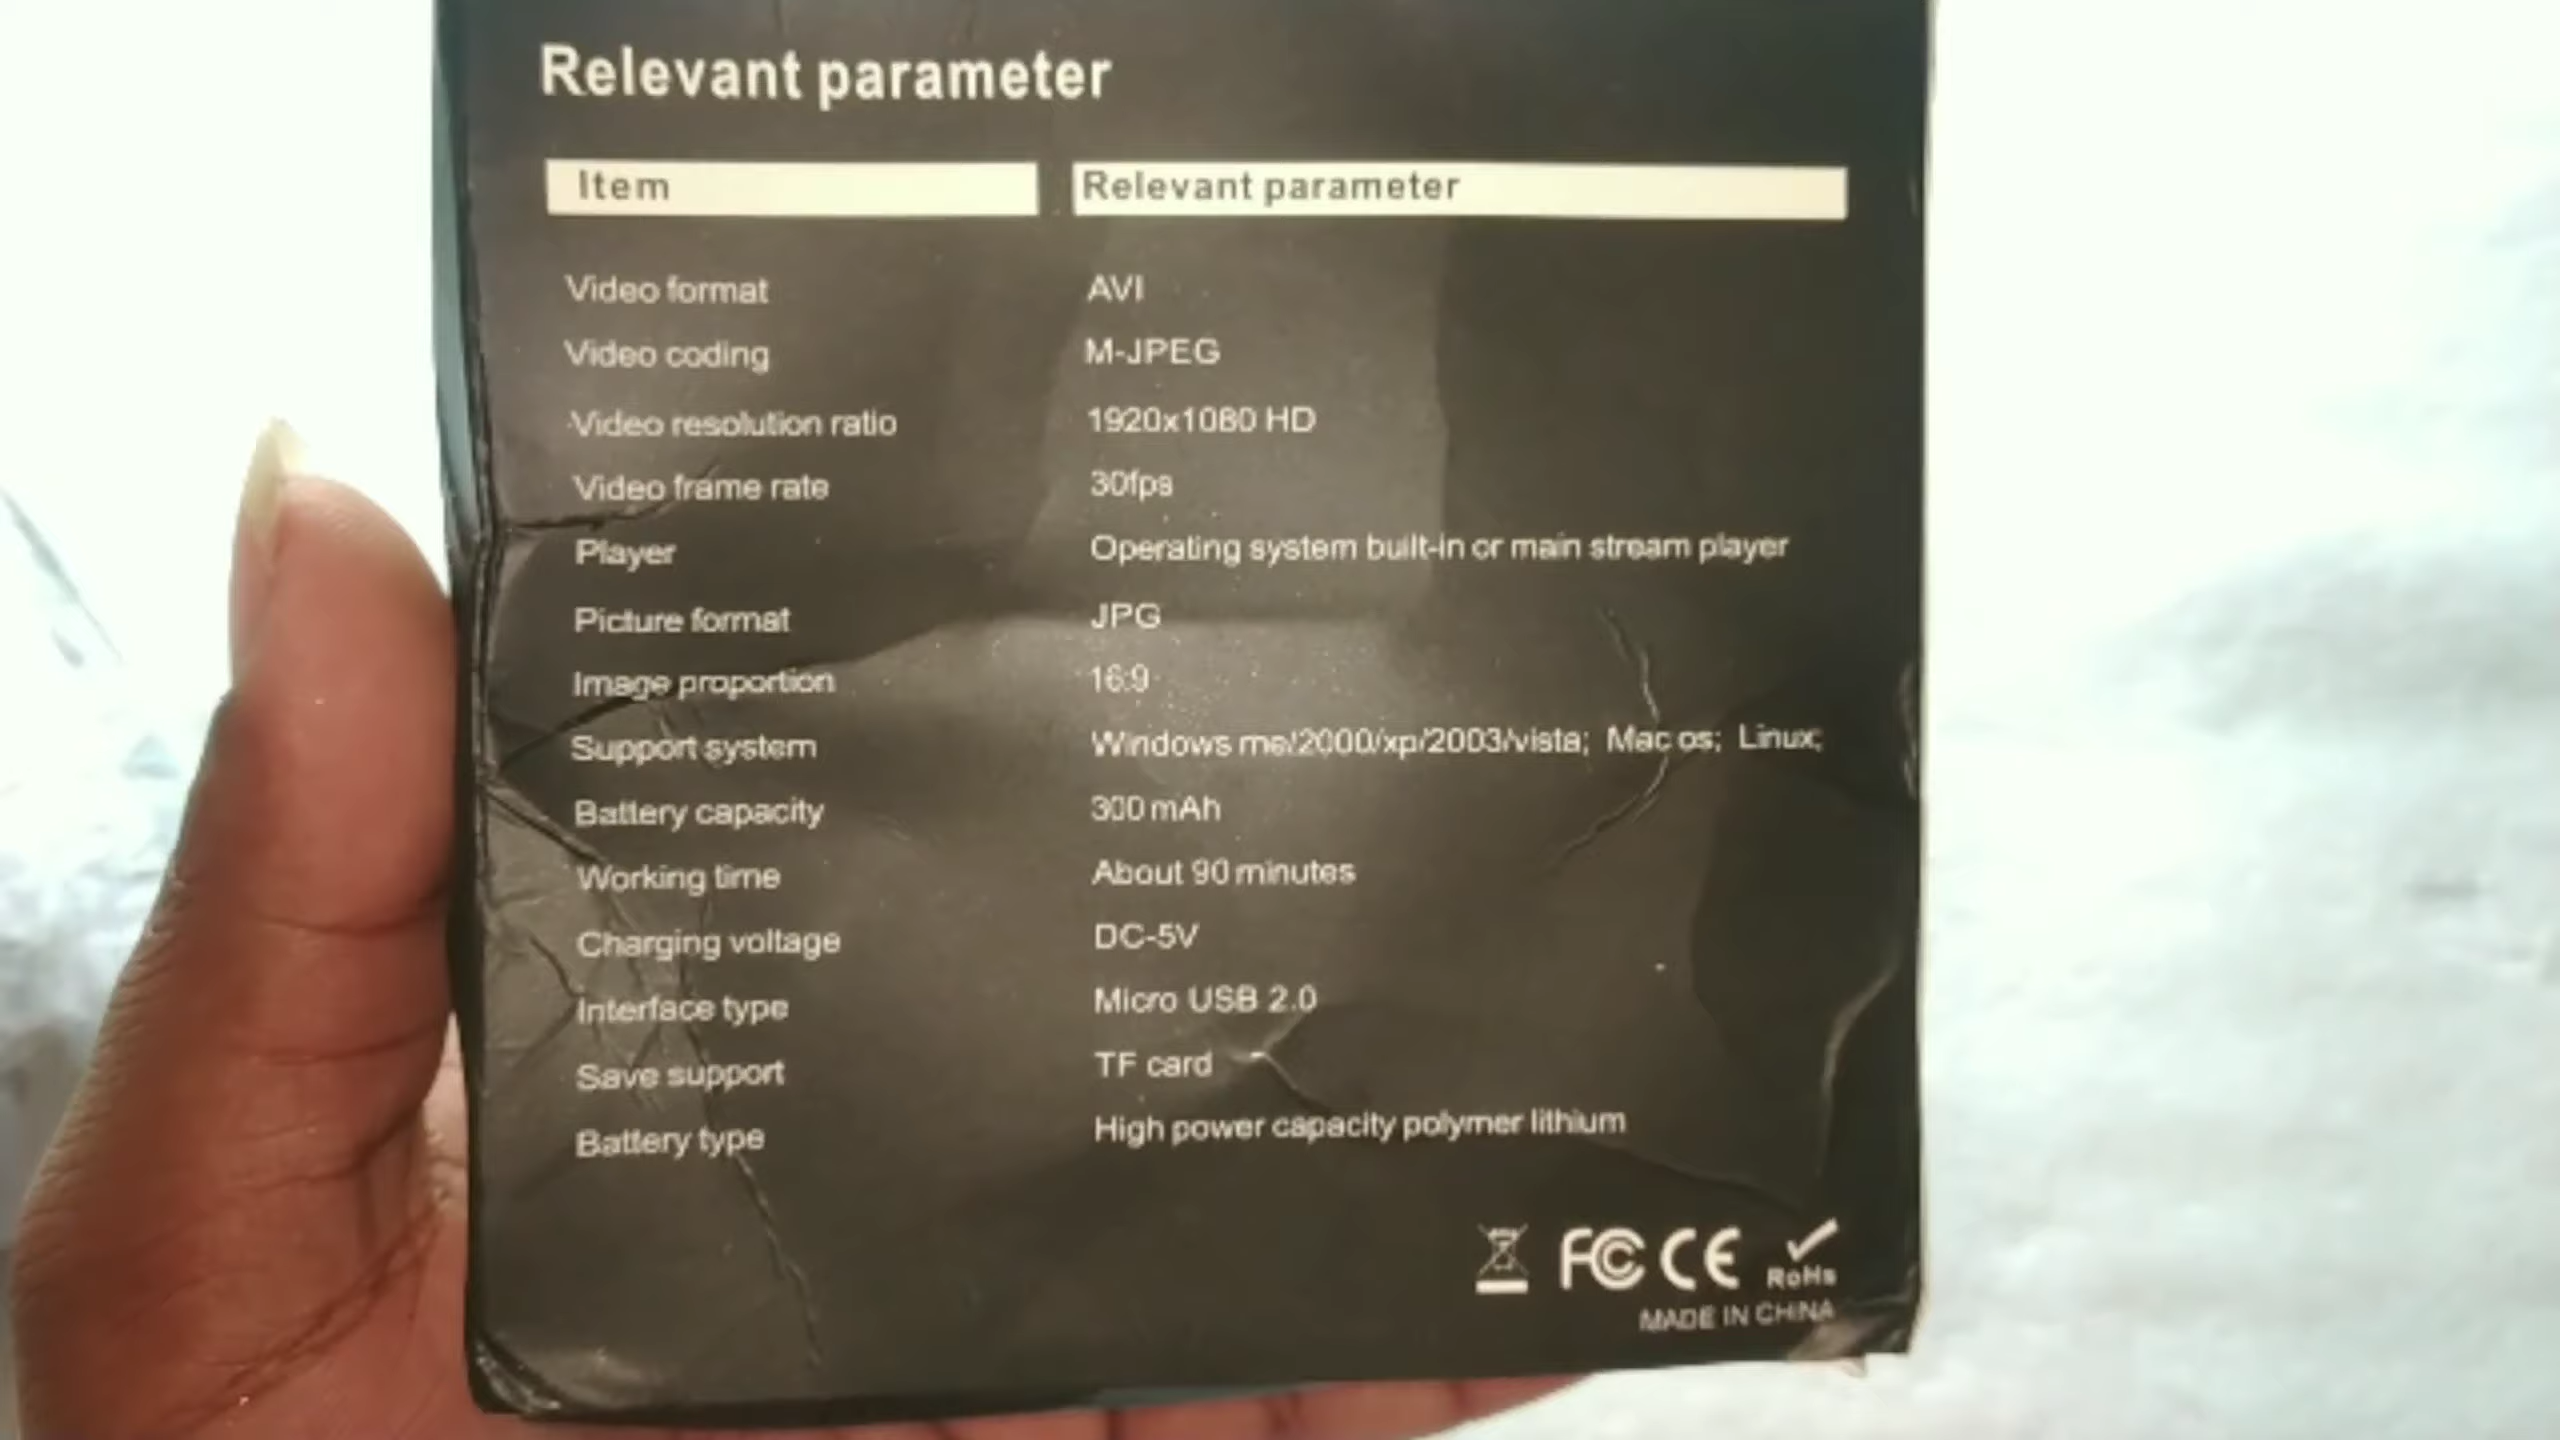 Relevant parameter
Item Relevant parameter
Video format AVI
Video coding M-JPEG
Video resolution ratio 1920x1080 HD
Video frame rate 30fps
Player Operating system built-in or main stream player
Picture format JPG
Image proportion 16:9
Support system Windows me/2000/xp/2003/vista; Mac os; Linux;
Battery capacity 300 mAh
Working time About 90 minutes
Charging voltage DC-5V
Interface type Micro USB 2.0
Save support TF card
Battery type High power capacity polymer lithium
FC CE RoHs
MADE IN CHINA